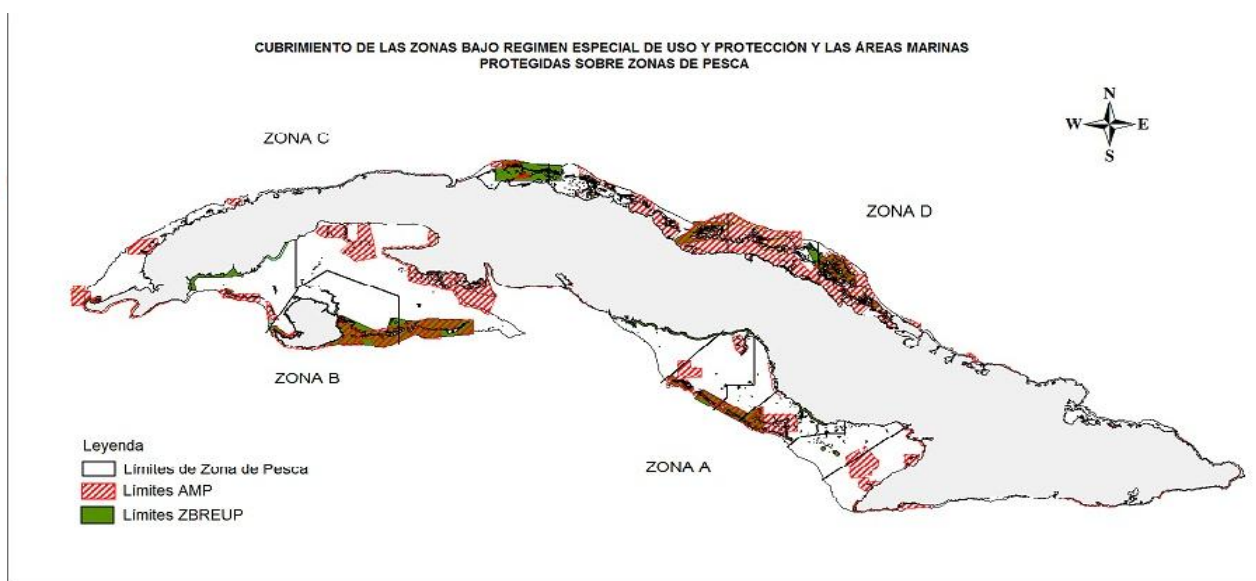 CUBRIMIENTO DE LAS ZONAS BAJO REGIMEN ESPECIAL DE USO Y PROTECCIÓN Y LAS ÁREAS MARINAS
PROTEGIDAS SOBRE ZONAS DE PESCA
N
W E
S
ZONA C
ZONA D
ZONA B
ZONA A
Leyenda
Límites de Zona de Pesca
Límites AMP
Límites ZBREUP